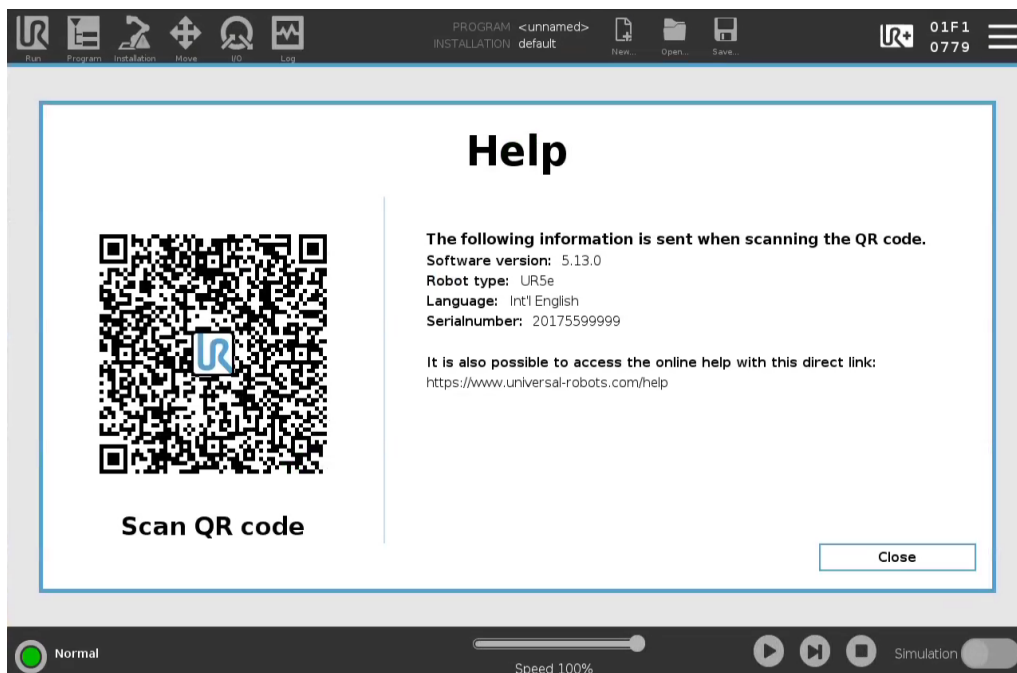 PROGRAM <unnamed>
INSTALLATION default
Run
Program
Installation
Move
I/O
Log
New...
Open...
Save...
UR+
01F1
0779
Help
The following information is sent when scanning the QR code.
Software version: 5.13.0
Robot type: UR5e
Language: Int'l English
Serialnumber: 20175599999
It is also possible to access the online help with this direct link:
https://www.universal-robots.com/help
UR
Scan QR code
Close
Normal
Speed 100%
Simulation